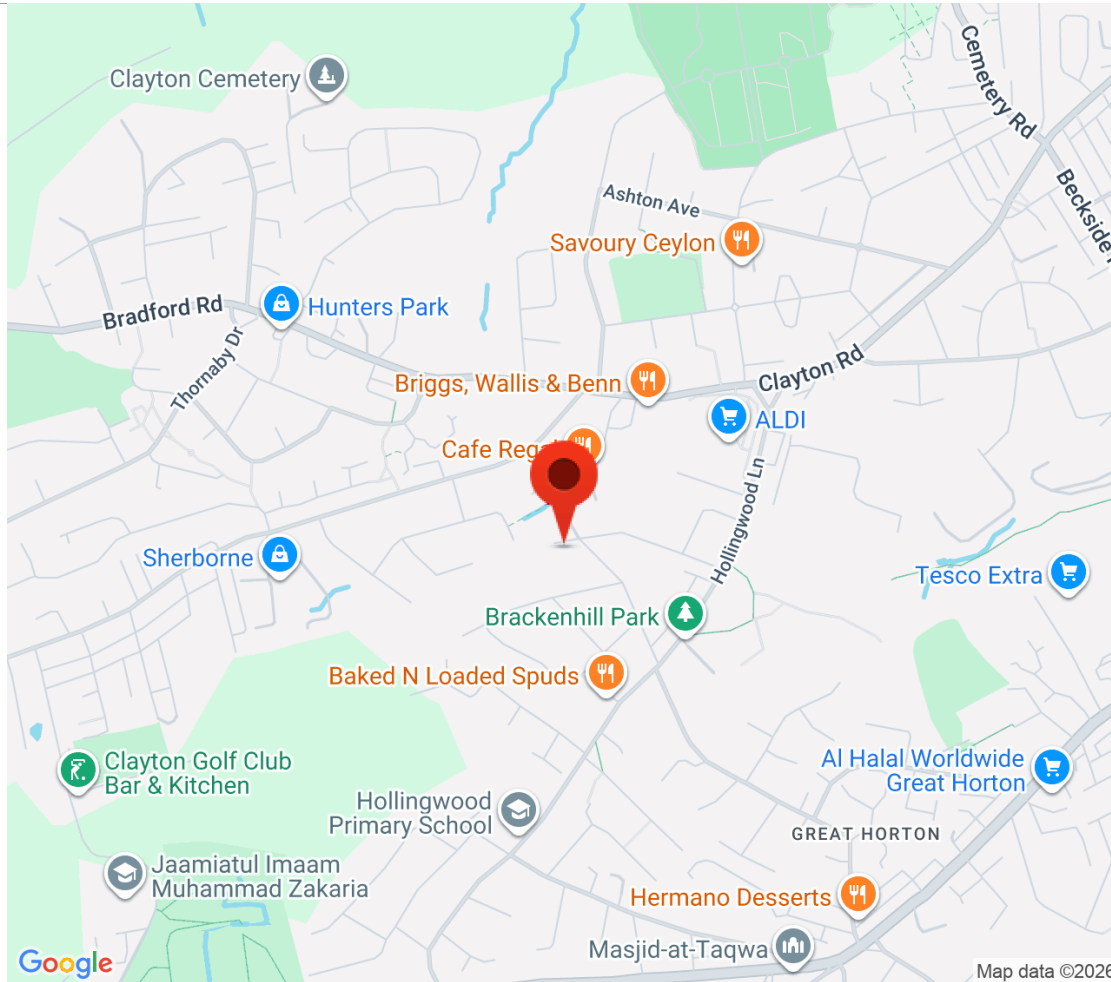 Clayton Cemetery
Cemetery Rd
Beckside
Ashton Ave
Savoury Ceylon
Bradford Rd
Hunters Park
Thornaby Dr
Briggs, Wallis & Benn
Clayton Rd
ALDI
Cafe Rega
Hollingwood Ln
Sherborne
Tesco Extra
Brackenhill Park
Baked N Loaded Spuds
Clayton Golf Club
Bar & Kitchen
Al Halal Worldwide
Great Horton
Hollingwood
Primary School
GREAT HORTON
Jaamiatul Imaam
Muhammad Zakaria
Hermano Desserts
Masjid-at-Taqwa
Google
Map data ©2026